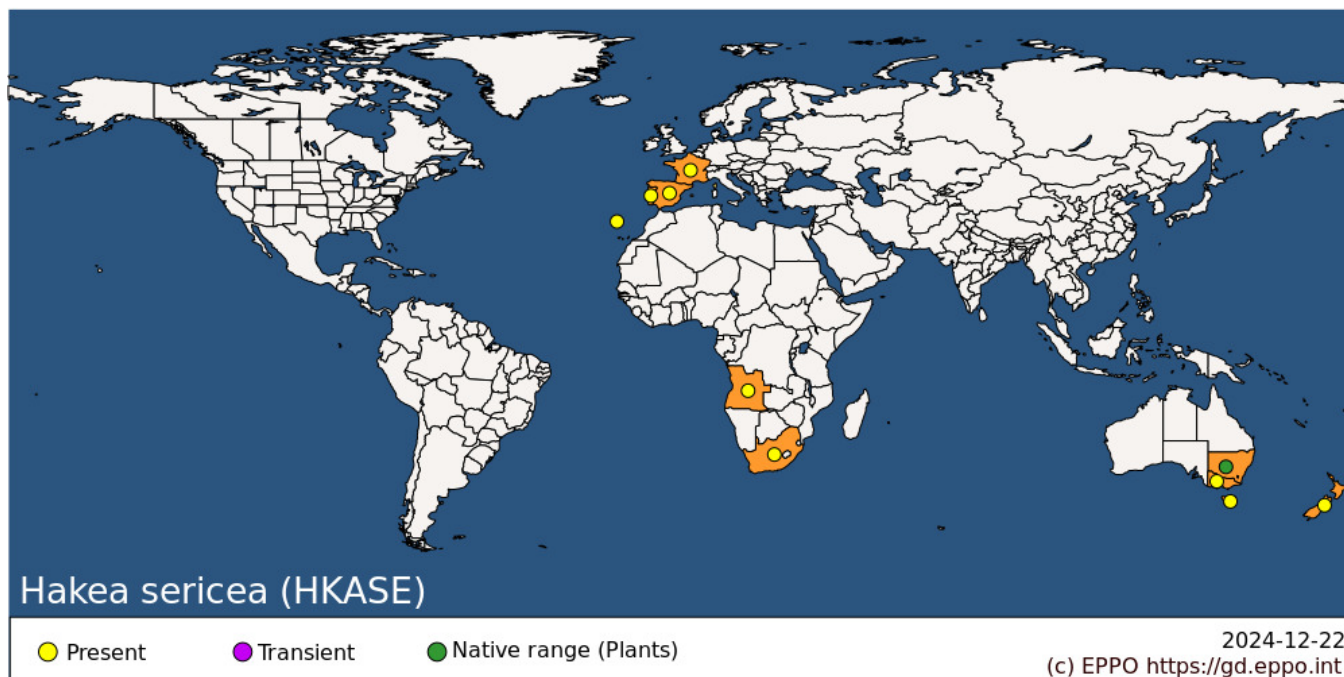 Hakea sericea (HKASE)
Present
Transient
Native range (Plants)
2024-12-22
(c) EPPO https://gd.eppo.int